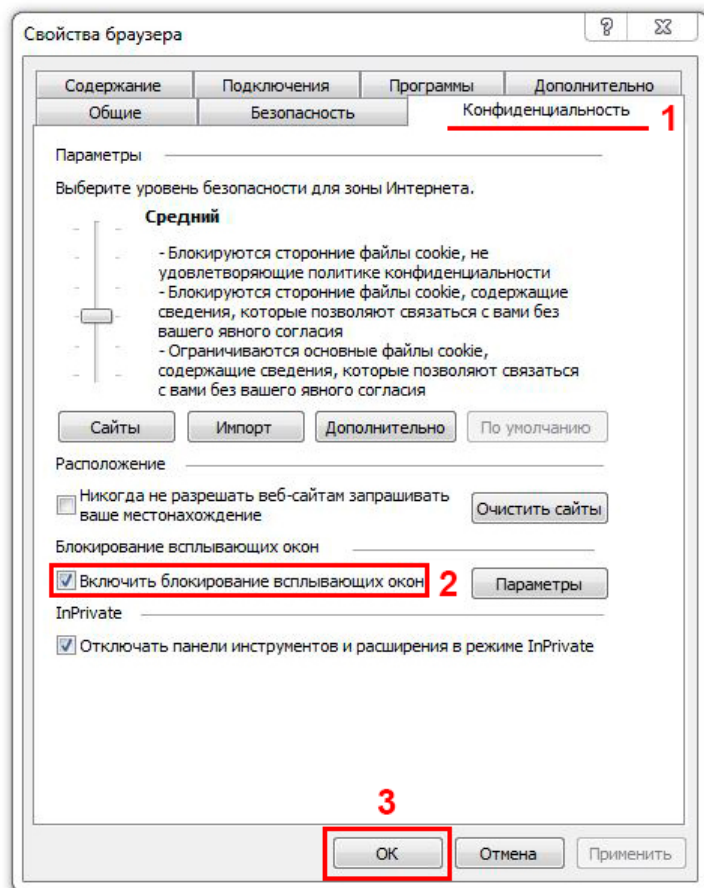 Свойства браузера
Содержание Подключения Программы Дополнительно
Общие Безопасность Конфиденциальность 1
Параметры
Выберите уровень безопасности для зоны Интернета.
Средний
- Блокируются сторонние файлы cookie, не
удовлетворяющие политике конфиденциальности
- Блокируются сторонние файлы cookie, содержащие
сведения, которые позволяют связаться с вами без
вашего явного согласия
- Ограничиваются основные файлы cookie,
содержащие сведения, которые позволяют связаться
с вами без вашего явного согласия
Сайты Импорт Дополнительно По умолчанию
Расположение
Никогда не разрешать веб-сайтам запрашивать
ваше местонахождение
Очистить сайты
Блокирование всплывающих окон
Включить блокирование всплывающих окон 2 Параметры
InPrivate
Отключать панели инструментов и расширения в режиме InPrivate
3
ОК Отмена Применить